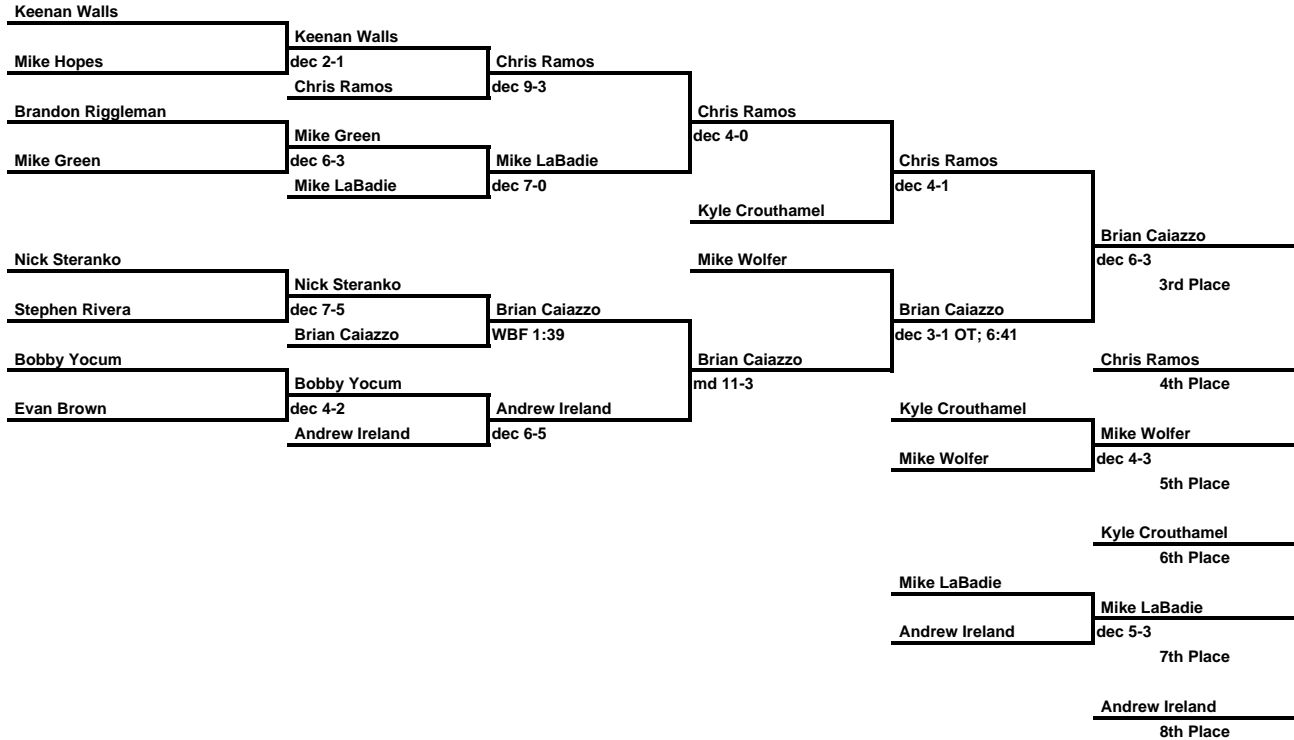 Keenan Walls
Keenan Walls
Mike Hopes
dec 2-1
Chris Ramos
Chris Ramos
dec 9-3
Brandon Riggleman
Chris Ramos
Mike Green
dec 4-0
Mike Green
dec 6-3
Mike LaBadie
Chris Ramos
Mike LaBadie
dec 7-0
dec 4-1
Kyle Crouthamel
Brian Caiazzo
Nick Steranko
Mike Wolfer
dec 6-3
Nick Steranko
3rd Place
Stephen Rivera
dec 7-5
Brian Caiazzo
Brian Caiazzo
Brian Caiazzo
WBF 1:39
dec 3-1 OT; 6:41
Bobby Yocum
Brian Caiazzo
Chris Ramos
Bobby Yocum
md 11-3
4th Place
Evan Brown
dec 4-2
Andrew Ireland
Kyle Crouthamel
Andrew Ireland
dec 6-5
Mike Wolfer
Mike Wolfer
dec 4-3
5th Place
Kyle Crouthamel
6th Place
Mike LaBadie
Mike LaBadie
Andrew Ireland
dec 5-3
7th Place
Andrew Ireland
8th Place